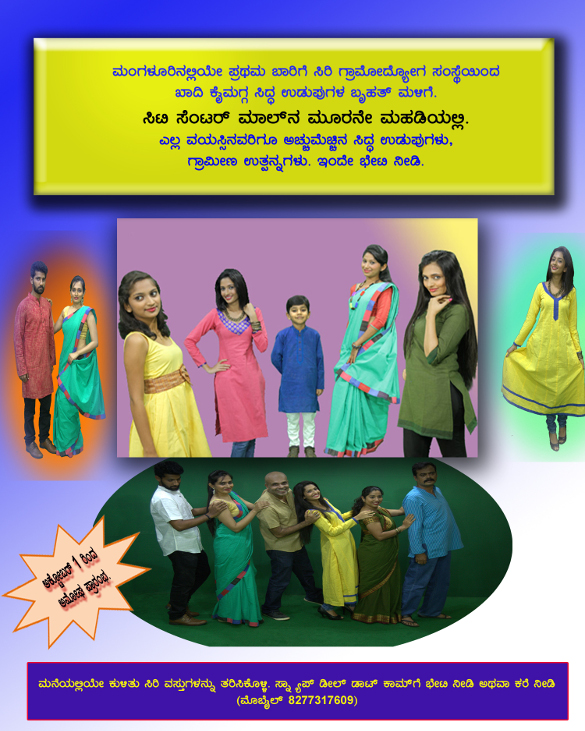 ಮಂಗಳೂರಿನಲ್ಲಿಯೇ ಪ್ರಥಮ ಬಾರಿಗೆ ಸಿರಿ ಗ್ರಾಮೋದ್ಯೋಗ ಸಂಸ್ಥೆಯಿಂದ
ಖಾದಿ ಕೈಮಗ್ಗ ಸಿದ್ಧ ಉಡುಪುಗಳ ಬೃಹತ್ ಮಳಿಗೆ.
ಸಿಟಿ ಸೆಂಟರ್ ಮಾಲ್‌ನ ಮೂರನೇ ಮಹಡಿಯಲ್ಲಿ.
ಎಲ್ಲ ವಯಸ್ಸಿನವರಿಗೂ ಅಚ್ಚುಮೆಚ್ಚಿನ ಸಿದ್ಧ ಉಡುಪುಗಳು,
ಗ್ರಾಮೀಣ ಉತ್ಪನ್ನಗಳು. ಇಂದೇ ಭೇಟಿ ನೀಡಿ.
ಅಕ್ಟೋಬರ್ 1 ರಿಂದ
ಅಮೋಘ ಪ್ರಾರಂಭ.
ಮನೆಯಲ್ಲಿಯೇ ಕುಳಿತು ಸಿರಿ ವಸ್ತುಗಳನ್ನು ತರಿಸಿಕೊಳ್ಳಿ. ಸ್ನ್ಯಾಪ್ ಡೀಲ್ ಡಾಟ್ ಕಾಮ್‌ಗೆ ಭೇಟಿ ನೀಡಿ ಅಥವಾ ಕರೆ ನೀಡಿ
(ಮೊಬೈಲ್ 8277317609)